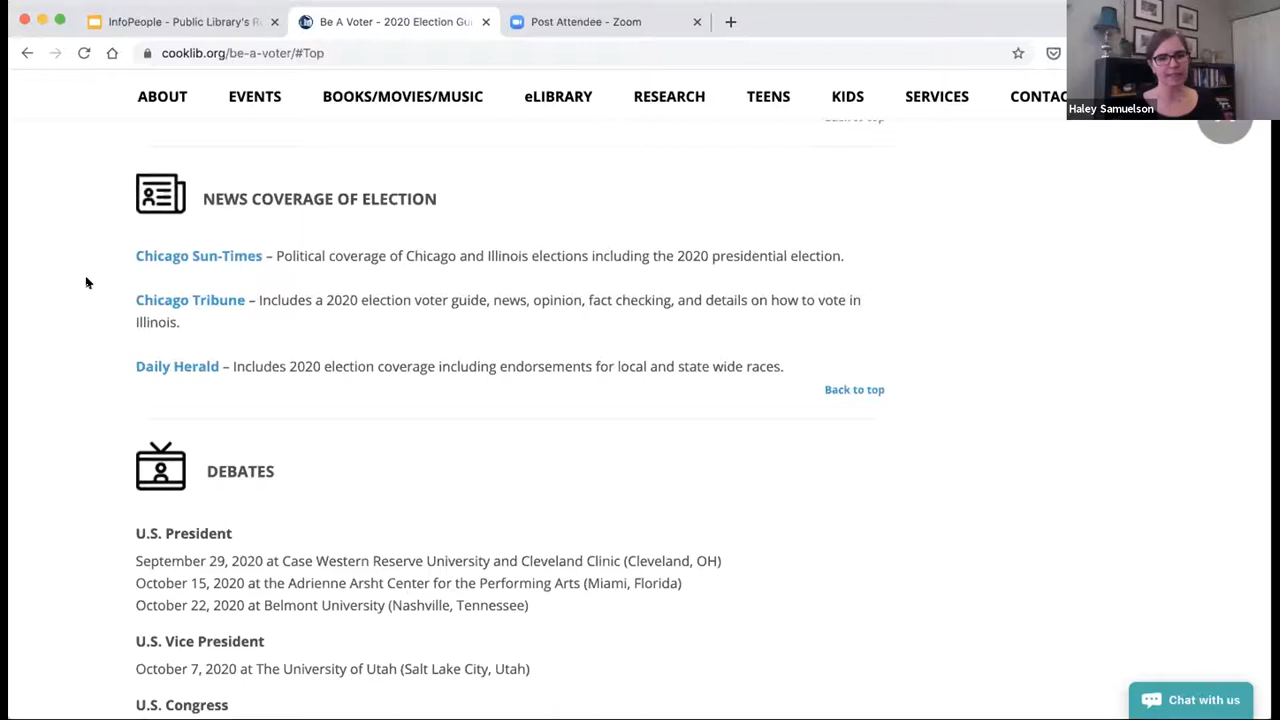 InfoPeople - Public Library's R
Be A Voter - 2020 Election Gu
Post Attendee - Zoom
cooklib.org/be-a-voter/#Top
ABOUT EVENTS BOOKS/MOVIES/MUSIC eLIBRARY RESEARCH TEENS KIDS SERVICES CONTAC
Haley Samuelson
Back to top
NEWS COVERAGE OF ELECTION
Chicago Sun-Times – Political coverage of Chicago and Illinois elections including the 2020 presidential election.
Chicago Tribune – Includes a 2020 election voter guide, news, opinion, fact checking, and details on how to vote in
Illinois.
Daily Herald – Includes 2020 election coverage including endorsements for local and state wide races.
Back to top
DEBATES
U.S. President
September 29, 2020 at Case Western Reserve University and Cleveland Clinic (Cleveland, OH)
October 15, 2020 at the Adrienne Arsht Center for the Performing Arts (Miami, Florida)
October 22, 2020 at Belmont University (Nashville, Tennessee)
U.S. Vice President
October 7, 2020 at The University of Utah (Salt Lake City, Utah)
U.S. Congress
Chat with us